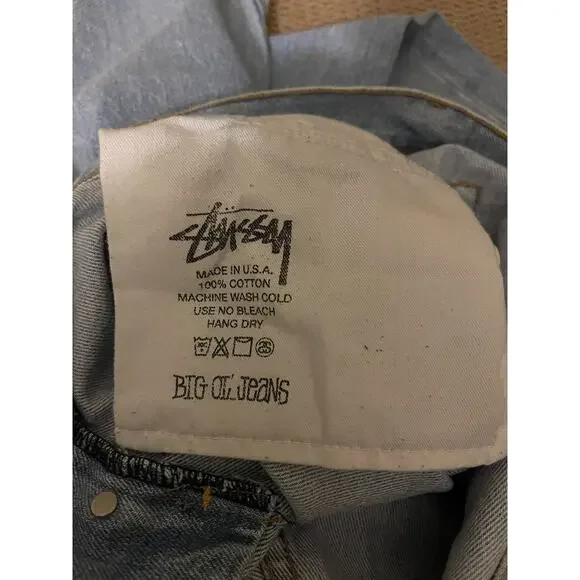 Stüssy
MADE IN U.S.A.
100% COTTON
MACHINE WASH COLD
USE NO BLEACH
HANG DRY
BIG OL' JEANS